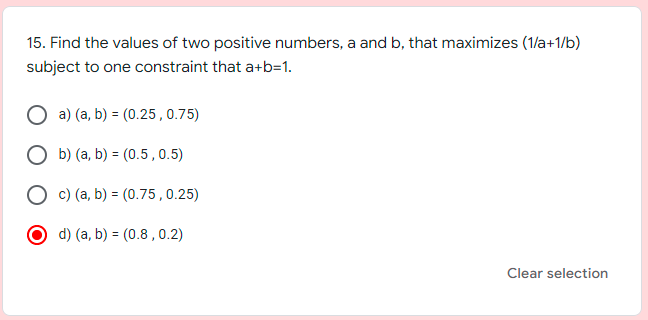 15. Find the values of two positive numbers, a and b, that maximizes (1/a+1/b)
subject to one constraint that a+b=1.
a) (a, b) = (0.25 , 0.75)
b) (a, b) = (0.5 , 0.5)
c) (a, b) = (0.75 , 0.25)
d) (a, b) = (0.8 , 0.2)
Clear selection